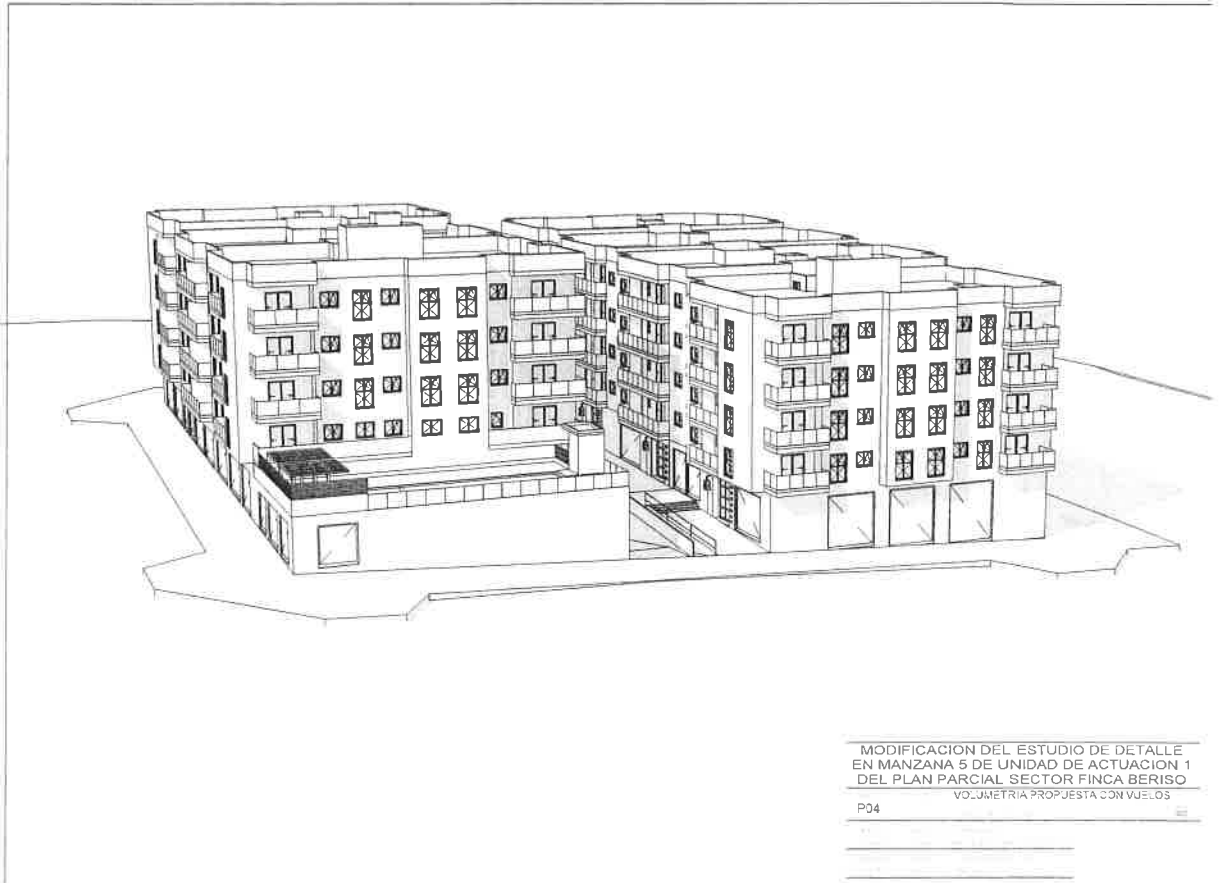 MODIFICACION DEL ESTUDIO DE DETALLE
EN MANZANA 5 DE UNIDAD DE ACTUACION 1
DEL PLAN PARCIAL SECTOR FINCA BERISO
VOLUMETRIA PROPUESTA CON VUELOS
P04